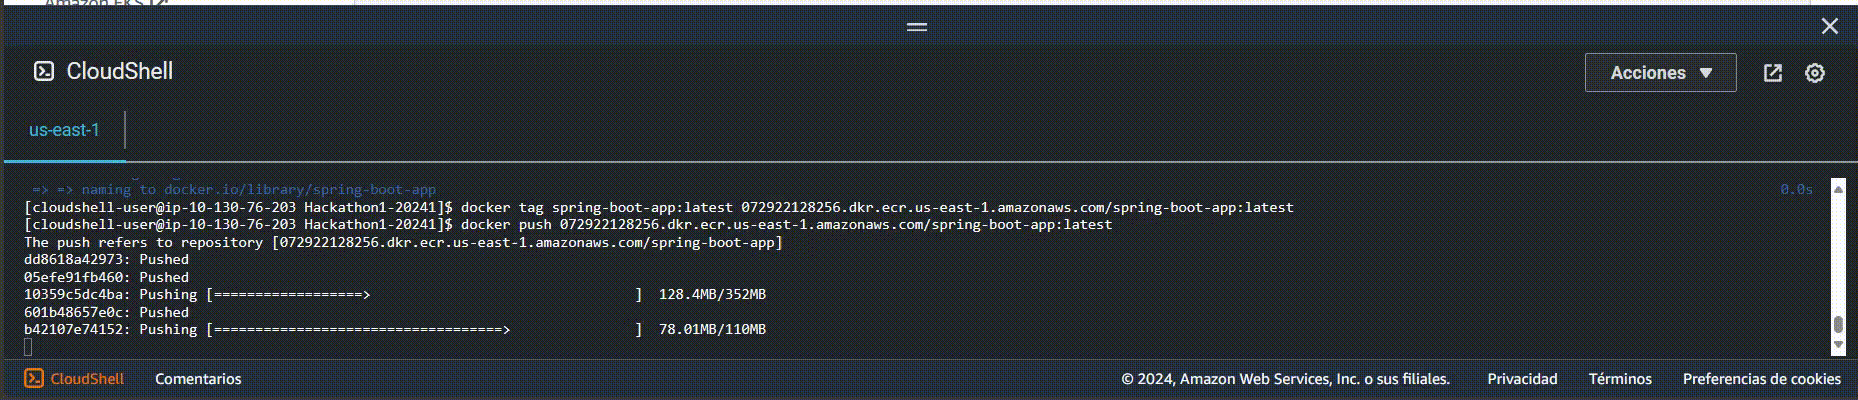 Amazon EKS
CloudShell
Acciones
us-east-1
=> => naming to docker.io/library/spring-boot-app 0.0s
[cloudshell-user@ip-10-130-76-203 Hackathon1-20241]$ docker tag spring-boot-app:latest 072922128256.dkr.ecr.us-east-1.amazonaws.com/spring-boot-app:latest
[cloudshell-user@ip-10-130-76-203 Hackathon1-20241]$ docker push 072922128256.dkr.ecr.us-east-1.amazonaws.com/spring-boot-app:latest
The push refers to repository [072922128256.dkr.ecr.us-east-1.amazonaws.com/spring-boot-app]
dd8618a42973: Pushed
05efe91fb460: Pushed
10359c5dc4ba: Pushing [==================> ] 128.4MB/352MB
601b48657e0c: Pushed
b42107e74152: Pushing [===================================> ] 78.01MB/110MB
CloudShell Comentarios © 2024, Amazon Web Services, Inc. o sus filiales. Privacidad Términos Preferencias de cookies